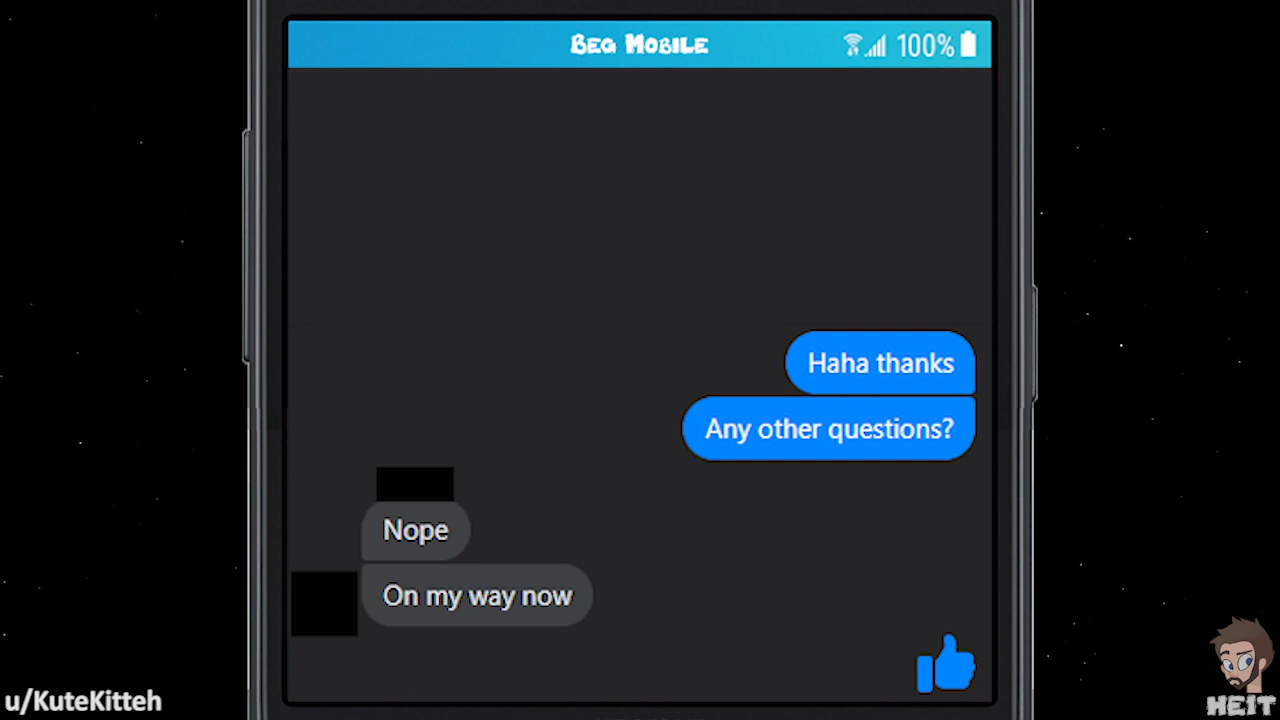 Beg Mobile
100%
Haha thanks
Any other questions?
Nope
On my way now
u/KuteKitteh
HEIT